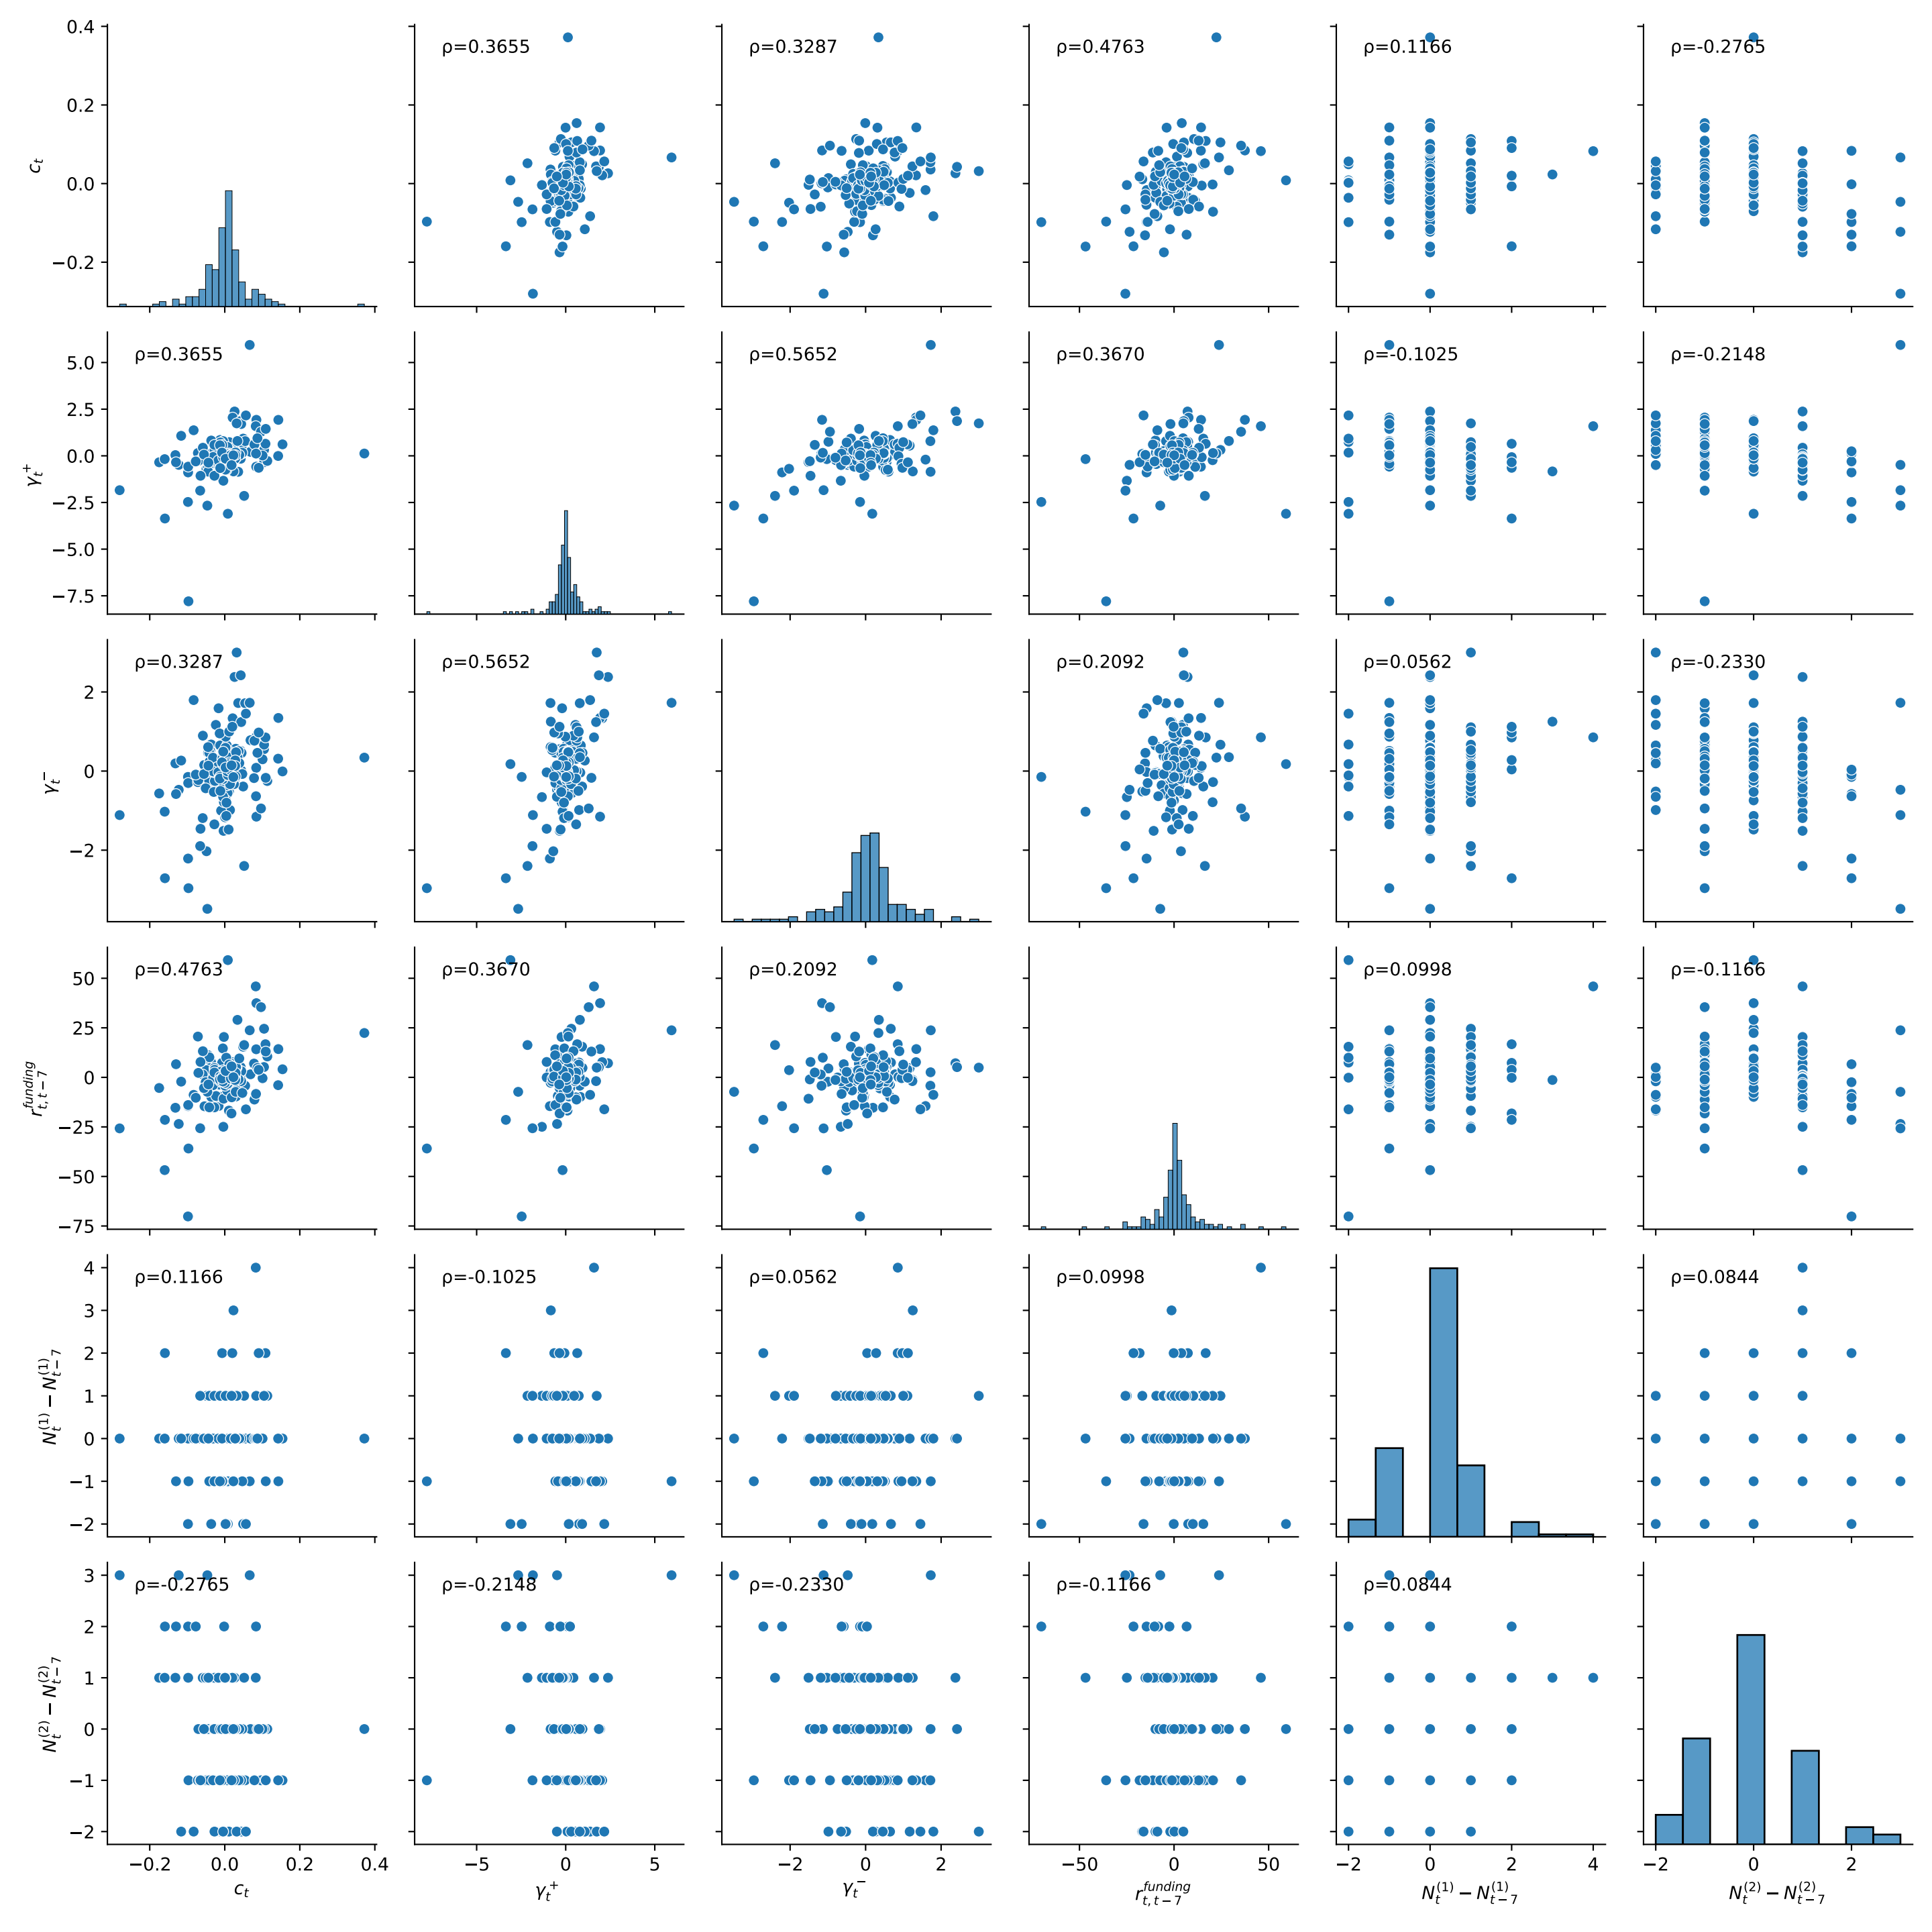 0.4
0.2
0.0
−0.2
c_t
ρ=0.3655
ρ=0.3287
ρ=0.4763
ρ=0.1166
ρ=-0.2765
5.0
2.5
0.0
−2.5
−5.0
−7.5
γ_t^+
ρ=0.3655
ρ=0.5652
ρ=0.3670
ρ=-0.1025
ρ=-0.2148
2
0
−2
γ_t^−
ρ=0.3287
ρ=0.5652
ρ=0.2092
ρ=0.0562
ρ=-0.2330
50
25
0
−25
−50
−75
r_{t,t−7}^{funding}
ρ=0.4763
ρ=0.3670
ρ=0.2092
ρ=0.0998
ρ=-0.1166
4
3
2
1
0
−1
−2
N_t^{(1)} − N_{t−7}^{(1)}
ρ=0.1166
ρ=-0.1025
ρ=0.0562
ρ=0.0998
ρ=0.0844
3
2
1
0
−1
−2
N_t^{(2)} − N_{t−7}^{(2)}
ρ=-0.2765
ρ=-0.2148
ρ=-0.2330
ρ=-0.1166
ρ=0.0844
−0.2 0.0 0.2 0.4
c_t
−5 0 5
γ_t^+
−2 0 2
γ_t^−
−50 0 50
r_{t,t−7}^{funding}
−2 0 2 4
N_t^{(1)} − N_{t−7}^{(1)}
−2 0 2
N_t^{(2)} − N_{t−7}^{(2)}